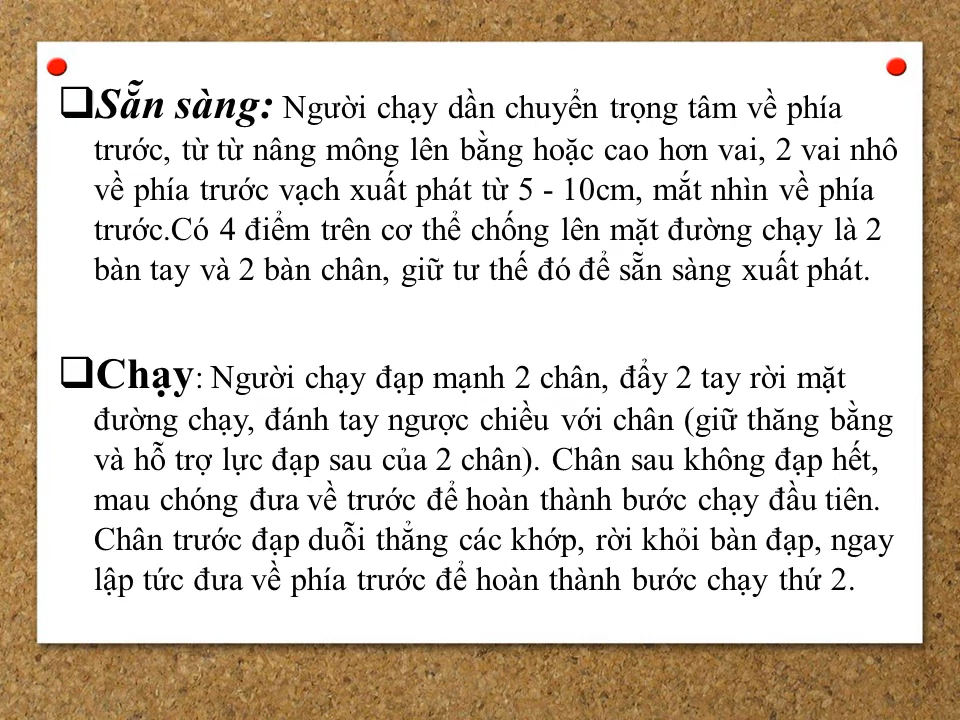 ❑Sẵn sàng: Người chạy dần chuyển trọng tâm về phía
trước, từ từ nâng mông lên bằng hoặc cao hơn vai, 2 vai nhô
về phía trước vạch xuất phát từ 5 - 10cm, mắt nhìn về phía
trước.Có 4 điểm trên cơ thể chống lên mặt đường chạy là 2
bàn tay và 2 bàn chân, giữ tư thế đó để sẵn sàng xuất phát.
❑Chạy: Người chạy đạp mạnh 2 chân, đẩy 2 tay rời mặt
đường chạy, đánh tay ngược chiều với chân (giữ thăng bằng
và hỗ trợ lực đạp sau của 2 chân). Chân sau không đạp hết,
mau chóng đưa về trước để hoàn thành bước chạy đầu tiên.
Chân trước đạp duỗi thẳng các khớp, rời khỏi bàn đạp, ngay
lập tức đưa về phía trước để hoàn thành bước chạy thứ 2.